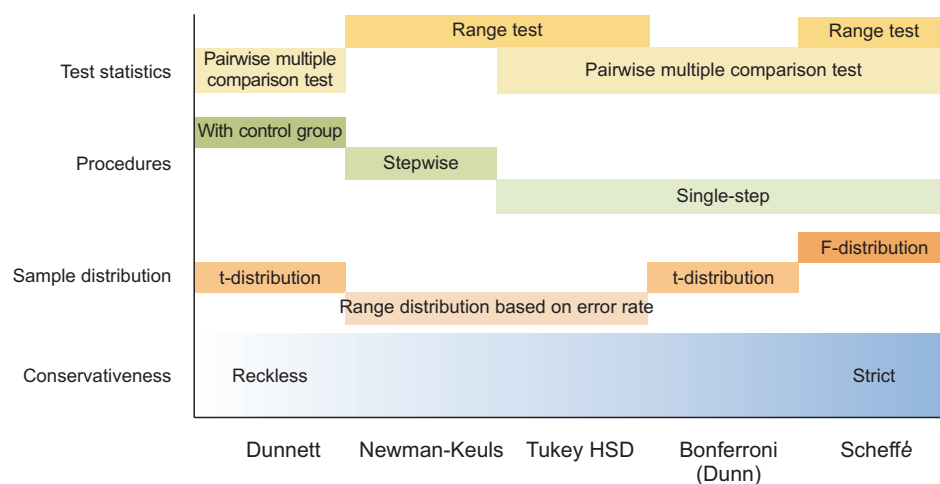 Range test
Range test
Test statistics
Pairwise multiple
comparison test
Pairwise multiple comparison test
With control group
Procedures
Stepwise
Single-step
F-distribution
Sample distribution
t-distribution
t-distribution
Range distribution based on error rate
Conservativeness
Reckless
Strict
Dunnett
Newman-Keuls
Tukey HSD
Bonferroni
(Dunn)
Scheffé